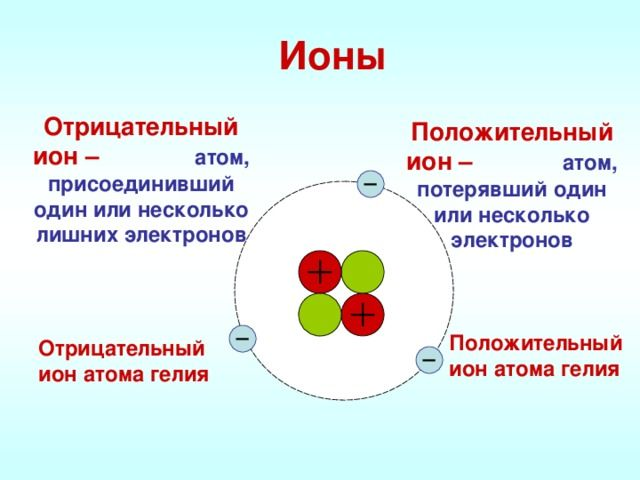 Ионы
Отрицательный
ион – атом,
присоединивший
один или несколько
лишних электронов
Положительный
ион – атом,
потерявший один
или несколько
электронов
–
+
+
–
–
Отрицательный
ион атома гелия
Положительный
ион атома гелия